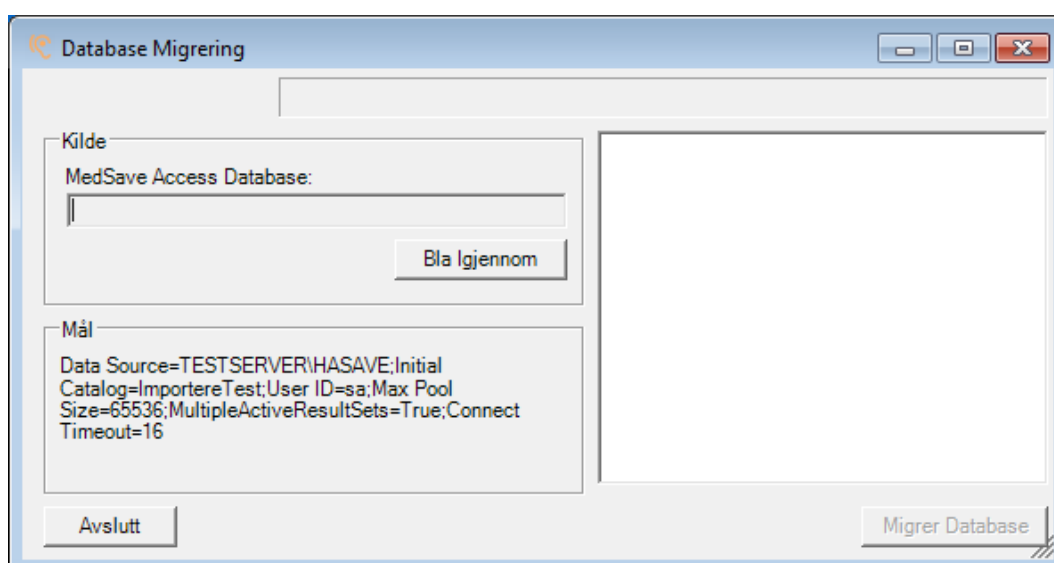 Database Migrering
Kilde
MedSave Access Database:
Bla Igjennom
Mål
Data Source=TESTSERVER\HASAVE;Initial
Catalog=ImportereTest;User ID=sa;Max Pool
Size=65536;MultipleActiveResultSets=True;Connect
Timeout=16
Avslutt
Migrer Database